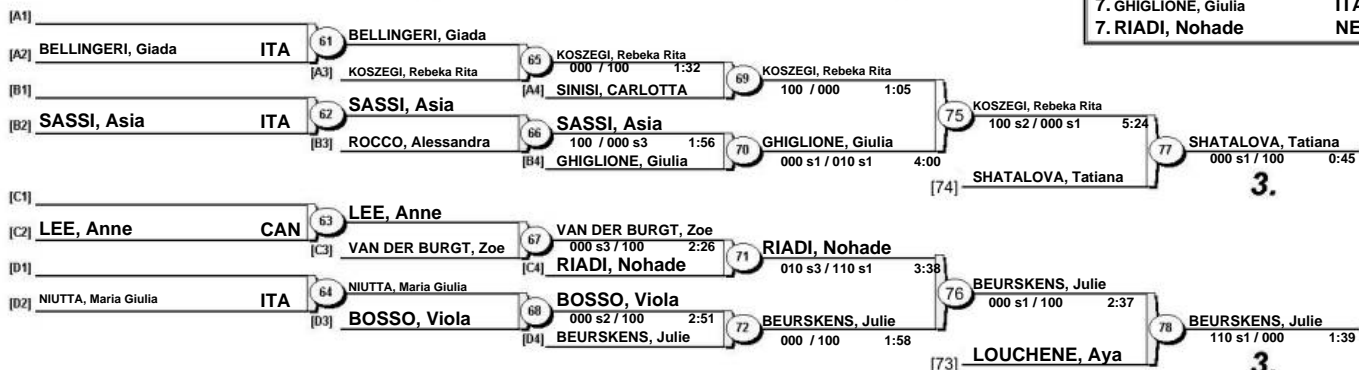 7. GHIGLIONE, Giulia ITA
7. RIADI, Nohade NE
[A1]
[A2] BELLINGERI, Giada ITA
61
BELLINGERI, Giada
[A3] KOSZEGI, Rebeka Rita
65
KOSZEGI, Rebeka Rita
000 / 100 1:32
[A4] SINISI, CARLOTTA
69
KOSZEGI, Rebeka Rita
100 / 000 1:05
[B1]
[B2] SASSI, Asia ITA
62
SASSI, Asia
[B3] ROCCO, Alessandra
66
SASSI, Asia
100 / 000 s3 1:56
[B4] GHIGLIONE, Giulia
70
GHIGLIONE, Giulia
000 s1 / 010 s1 4:00
75
KOSZEGI, Rebeka Rita
100 s2 / 000 s1 5:24
[74] SHATALOVA, Tatiana
77
SHATALOVA, Tatiana
000 s1 / 100 0:45
3.
[C1]
[C2] LEE, Anne CAN
63
LEE, Anne
[C3] VAN DER BURGT, Zoe
67
VAN DER BURGT, Zoe
000 s3 / 100 2:26
[C4] RIADI, Nohade
71
RIADI, Nohade
010 s3 / 110 s1 3:38
[D1]
[D2] NIUTTA, Maria Giulia ITA
64
NIUTTA, Maria Giulia
[D3] BOSSO, Viola
68
BOSSO, Viola
000 s2 / 100 2:51
[D4] BEURSKENS, Julie
72
BEURSKENS, Julie
000 / 100 1:58
76
BEURSKENS, Julie
000 s1 / 100 2:37
[73] LOUCHENE, Aya
78
BEURSKENS, Julie
110 s1 / 000 1:39
3.